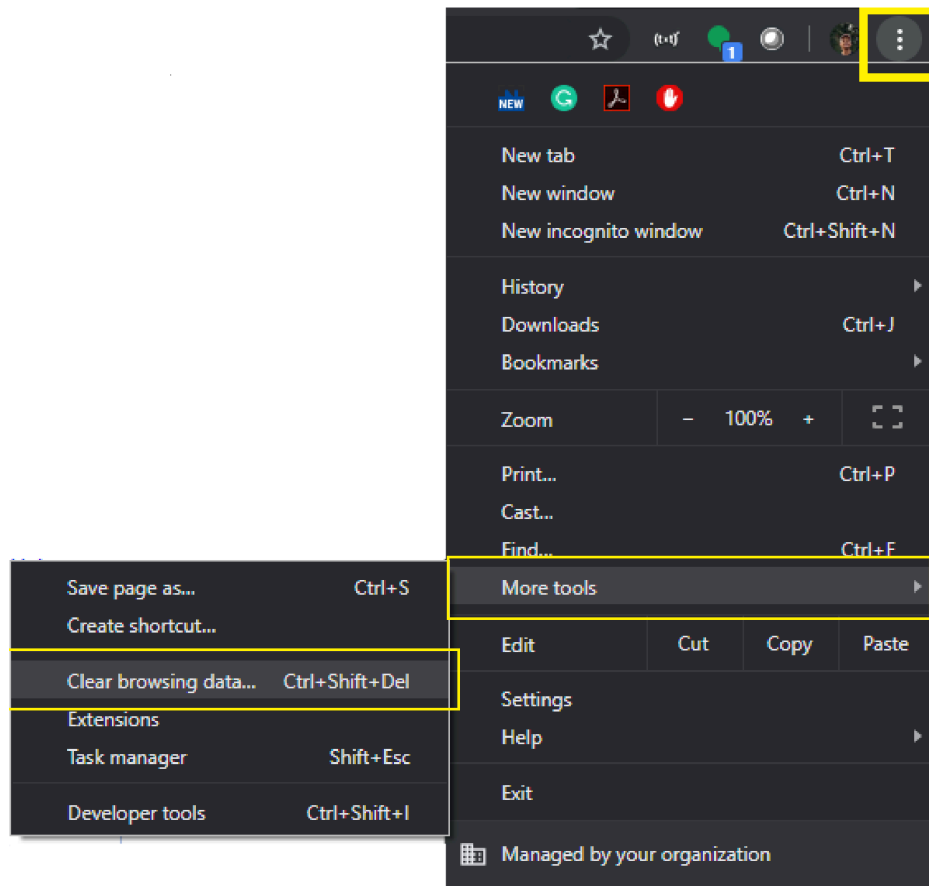 (t•t)
1
NEW
New tab Ctrl+T
New window Ctrl+N
New incognito window Ctrl+Shift+N
History
Downloads Ctrl+J
Bookmarks
Zoom - 100% +
Print... Ctrl+P
Cast...
Find... Ctrl+F
More tools
Edit Cut Copy Paste
Settings
Help
Exit
Managed by your organization
Save page as... Ctrl+S
Create shortcut...
Clear browsing data... Ctrl+Shift+Del
Extensions
Task manager Shift+Esc
Developer tools Ctrl+Shift+I